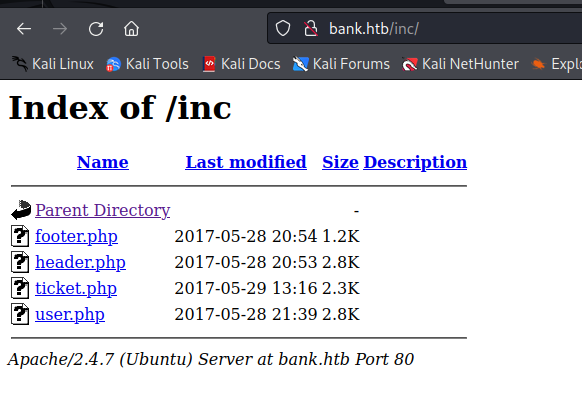 bank.htb/inc/
Kali Linux Kali Tools Kali Docs Kali Forums Kali NetHunter Explo
Index of /inc
Name Last modified Size Description
Parent Directory -
footer.php 2017-05-28 20:54 1.2K
header.php 2017-05-28 20:53 2.8K
ticket.php 2017-05-29 13:16 2.3K
user.php 2017-05-28 21:39 2.8K
Apache/2.4.7 (Ubuntu) Server at bank.htb Port 80